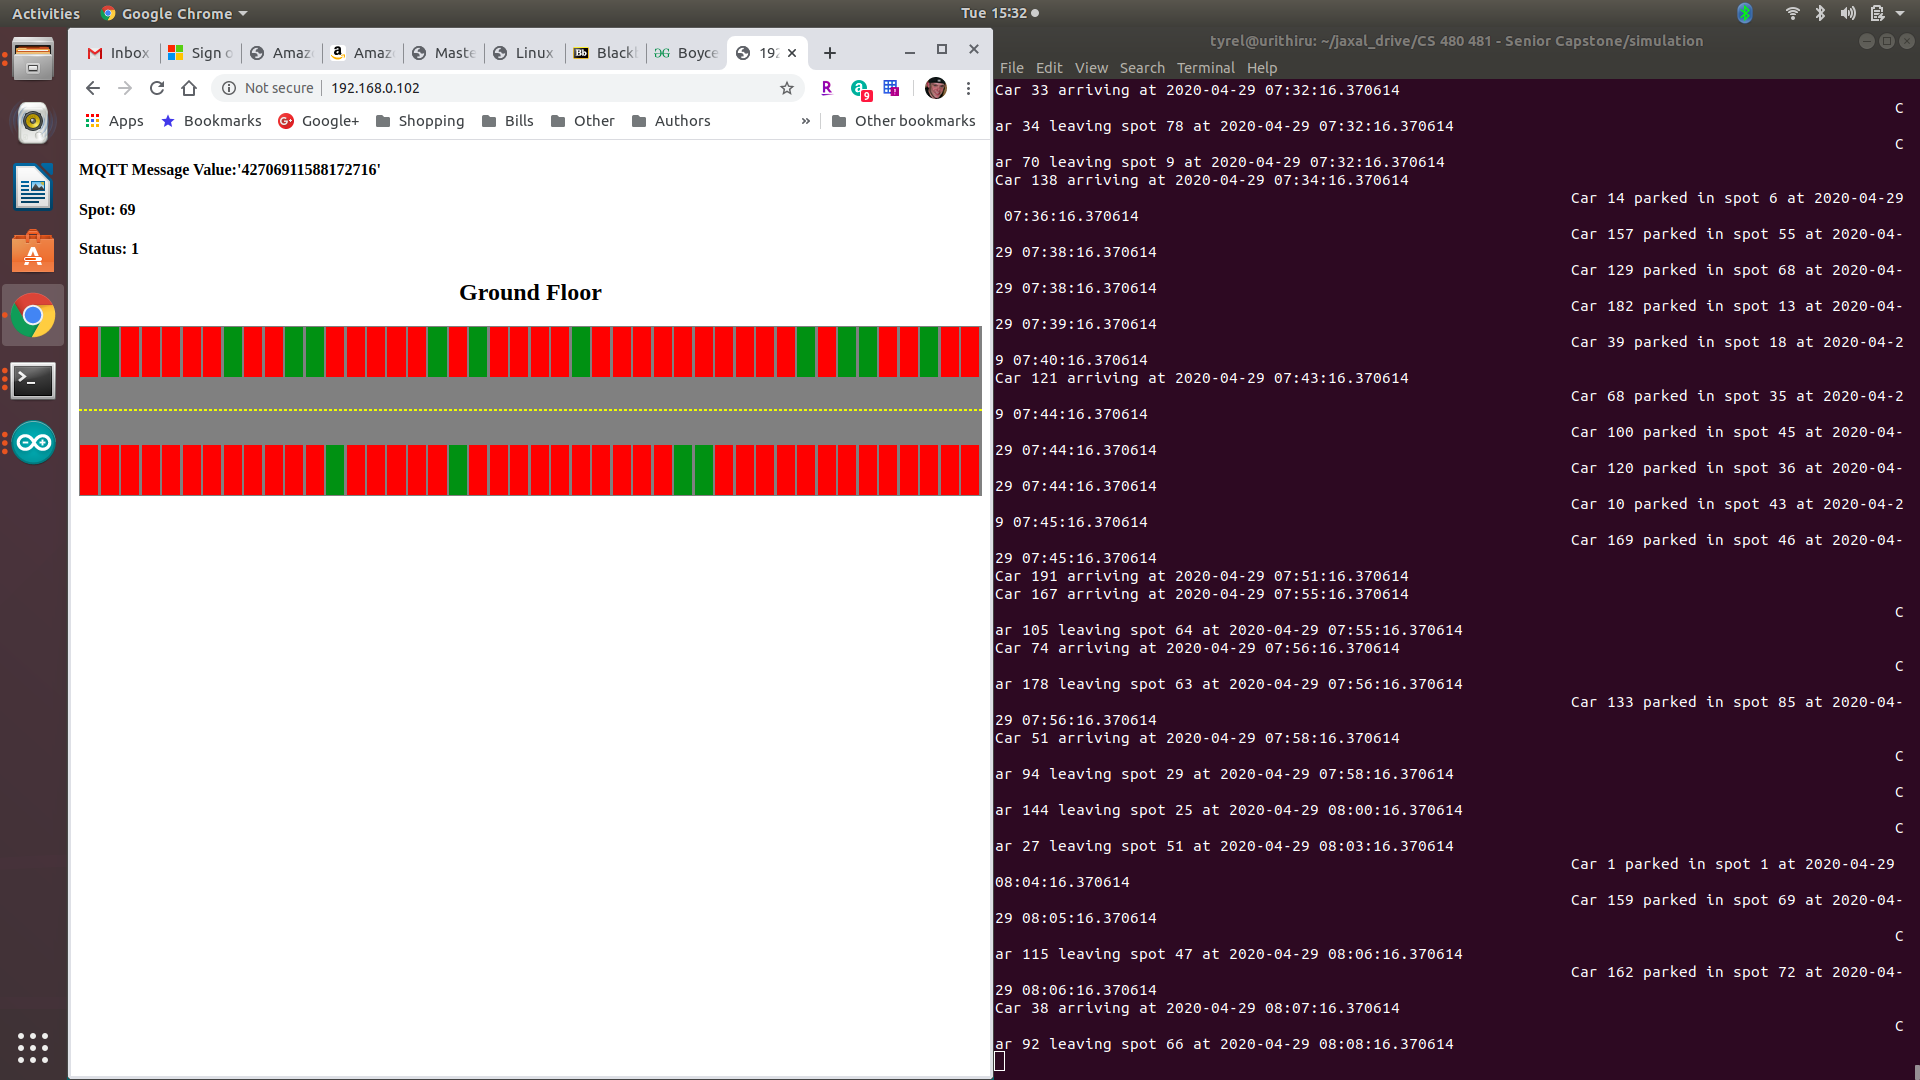 Activities
Google Chrome
Tue 15:32
Inbox
Sign o
Amaz
Amaz
Maste
Linux
Black
Boyce
192
Not secure
192.168.0.102
9
Apps
Bookmarks
Google+
Shopping
Bills
Other
Authors
»
Other bookmarks
MQTT Message Value:'42706911588172716'
Spot: 69
Status: 1
Ground Floor
tyrel@urithiru: ~/jaxal_drive/CS 480 481 - Senior Capstone/simulation
File Edit View Search Terminal Help
Car 33 arriving at 2020-04-29 07:32:16.370614
C
ar 34 leaving spot 78 at 2020-04-29 07:32:16.370614
C
ar 70 leaving spot 9 at 2020-04-29 07:32:16.370614
Car 138 arriving at 2020-04-29 07:34:16.370614
Car 14 parked in spot 6 at 2020-04-29
07:36:16.370614
Car 157 parked in spot 55 at 2020-04-
29 07:38:16.370614
Car 129 parked in spot 68 at 2020-04-
29 07:38:16.370614
Car 182 parked in spot 13 at 2020-04-
29 07:39:16.370614
Car 39 parked in spot 18 at 2020-04-2
9 07:40:16.370614
Car 121 arriving at 2020-04-29 07:43:16.370614
Car 68 parked in spot 35 at 2020-04-2
9 07:44:16.370614
Car 100 parked in spot 45 at 2020-04-
29 07:44:16.370614
Car 120 parked in spot 36 at 2020-04-
29 07:44:16.370614
Car 10 parked in spot 43 at 2020-04-2
9 07:45:16.370614
Car 169 parked in spot 46 at 2020-04-
29 07:45:16.370614
Car 191 arriving at 2020-04-29 07:51:16.370614
Car 167 arriving at 2020-04-29 07:55:16.370614
C
ar 105 leaving spot 64 at 2020-04-29 07:55:16.370614
Car 74 arriving at 2020-04-29 07:56:16.370614
C
ar 178 leaving spot 63 at 2020-04-29 07:56:16.370614
Car 133 parked in spot 85 at 2020-04-
29 07:56:16.370614
Car 51 arriving at 2020-04-29 07:58:16.370614
C
ar 94 leaving spot 29 at 2020-04-29 07:58:16.370614
C
ar 144 leaving spot 25 at 2020-04-29 08:00:16.370614
C
ar 27 leaving spot 51 at 2020-04-29 08:03:16.370614
Car 1 parked in spot 1 at 2020-04-29
08:04:16.370614
Car 159 parked in spot 69 at 2020-04-
29 08:05:16.370614
C
ar 115 leaving spot 47 at 2020-04-29 08:06:16.370614
Car 162 parked in spot 72 at 2020-04-
29 08:06:16.370614
Car 38 arriving at 2020-04-29 08:07:16.370614
C
ar 92 leaving spot 66 at 2020-04-29 08:08:16.370614